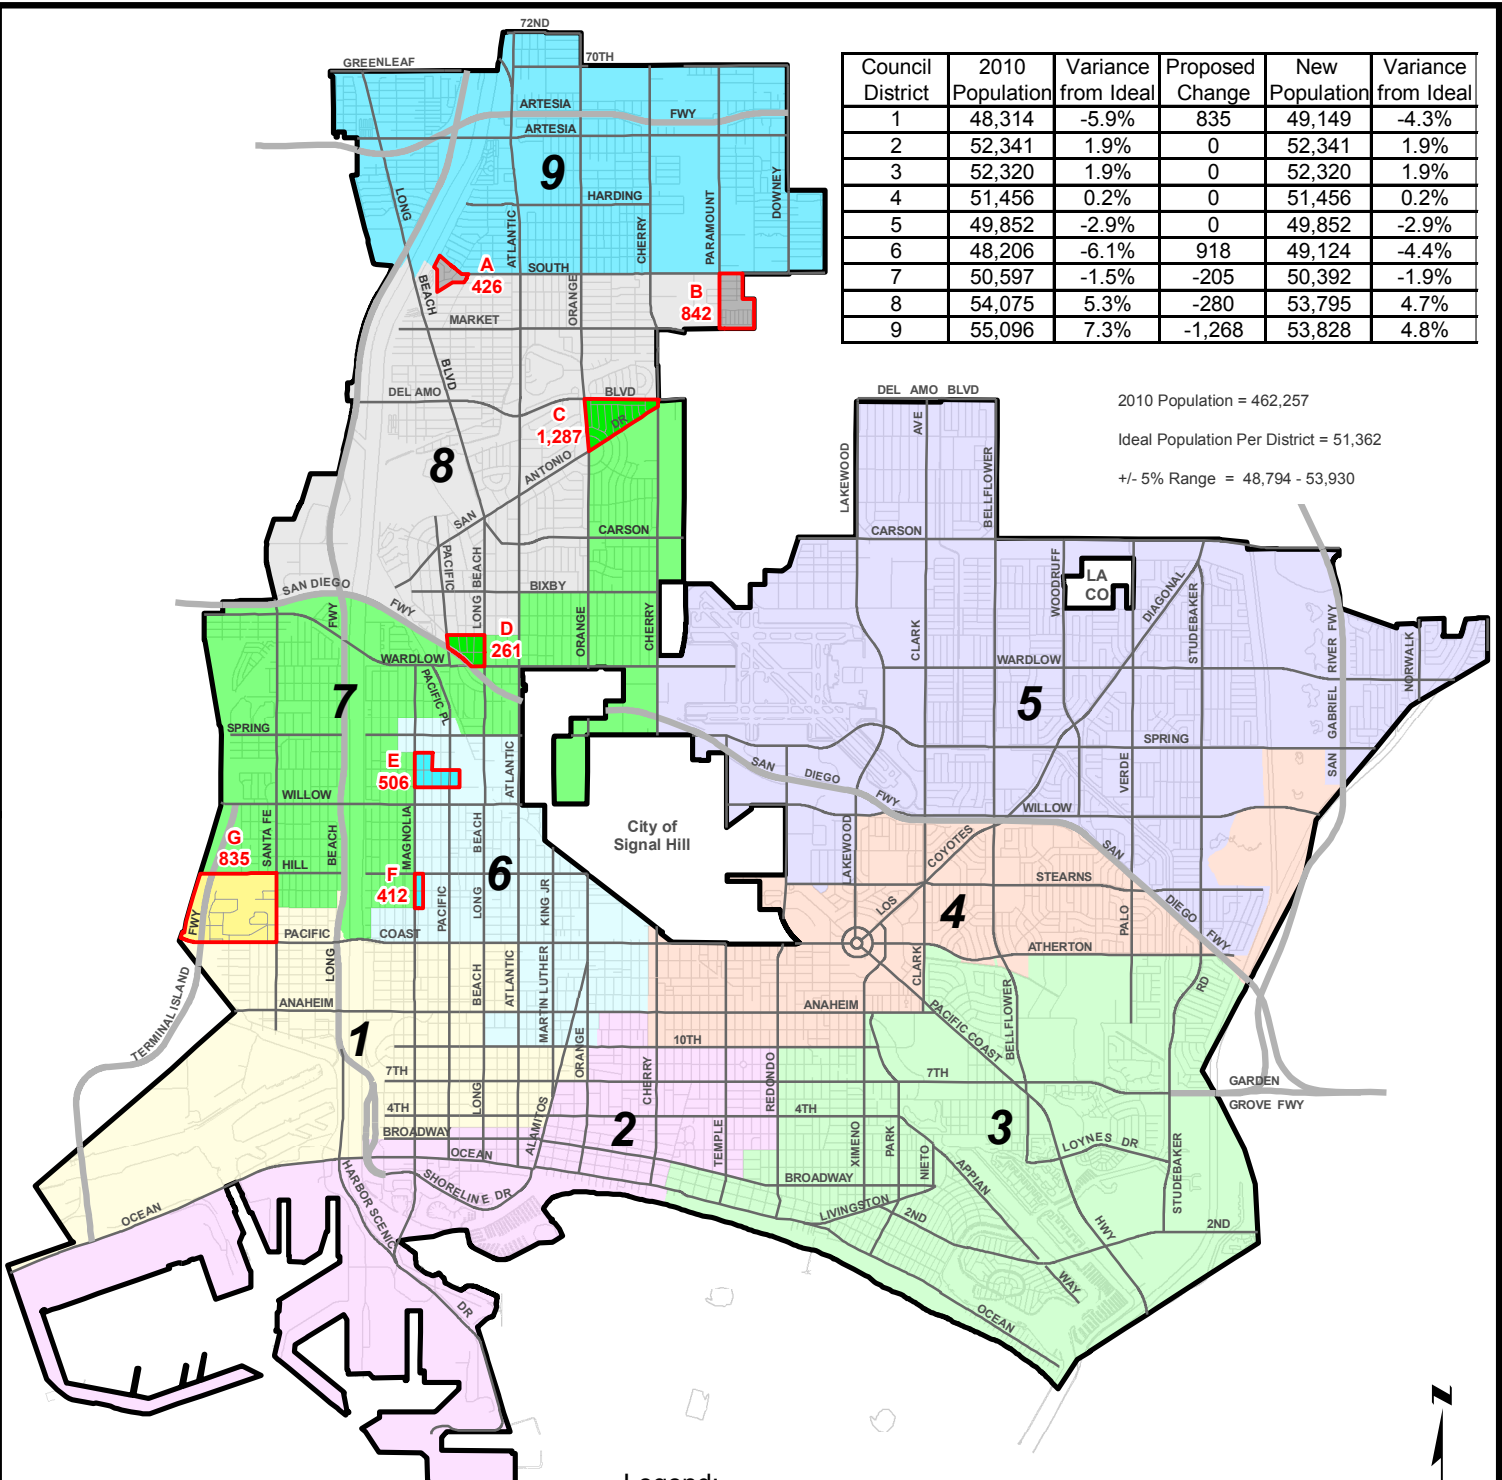 72ND
GREENLEAF
70TH
ARTESIA
FWY
ARTESIA
9
LONG
HARDING
ATLANTIC
CHERRY
PARAMOUNT
DOWNEY
A
426
SOUTH
BEACH
ORANGE
B
842
MARKET
BLVD
DEL AMO
BLVD
C
1,287
DR
ANTONIO
8
SAN
CARSON
PACIFIC
LONG BEACH
BIXBY
SAN DIEGO
FWY
FWY
ORANGE
CHERRY
D
261
WARDLOW
PACIFIC PL
7
SPRING
ATLANTIC
E
506
WILLOW
SANTA FE
G
835
HILL
BEACH
MAGNOLIA
BEACH
6
F
412
PACIFIC
LONG
KING JR
FWY
PACIFIC
COAST
LONG
BEACH
ATLANTIC
MARTIN LUTHER
TERMINAL ISLAND
ANAHEIM
ANAHEIM
1
ORANGE
10TH
CHERRY
REDONDO
7TH
7TH
LONG
4TH
4TH
ALAMITOS
2
BROADWAY
OCEAN
TEMPLE
XIMENO
PARK
NIETO
BROADWAY
HARBOR SCENIC
SHORELINE DR
OCEAN
DR
LIVINGSTON
2ND
APPIAN
WAY
OCEAN
HWY
2ND
STUDEBAKER
LOYNES DR
3
GARDEN
GROVE FWY
PACIFIC COAST
BELLFLOWER
RD
CLARK
ATHERTON
4
LOS
COYOTES
STEARNS
PALO
VERDE
SAN
DIEGO
FWY
LAKEWOOD
City of
Signal Hill
SAN
DIEGO
FWY
WILLOW
SPRING
5
WARDLOW
CLARK
WOODRUFF
DIAGONAL
STUDEBAKER
LA
CO
SAN GABRIEL RIVER FWY
NORWALK
CARSON
LAKEWOOD
AVE
BELLFLOWER
DEL AMO BLVD
Council District | 2010 Population | Variance from Ideal | Proposed Change | New Population | Variance from Ideal
1 48,314 -5.9% 835 49,149 -4.3%
2 52,341 1.9% 0 52,341 1.9%
3 52,320 1.9% 0 52,320 1.9%
4 51,456 0.2% 0 51,456 0.2%
5 49,852 -2.9% 0 49,852 -2.9%
6 48,206 -6.1% 918 49,124 -4.4%
7 50,597 -1.5% -205 50,392 -1.9%
8 54,075 5.3% -280 53,795 4.7%
9 55,096 7.3% -1,268 53,828 4.8%
2010 Population = 462,257
Ideal Population Per District = 51,362
+/- 5% Range = 48,794 - 53,930
z
Legend: